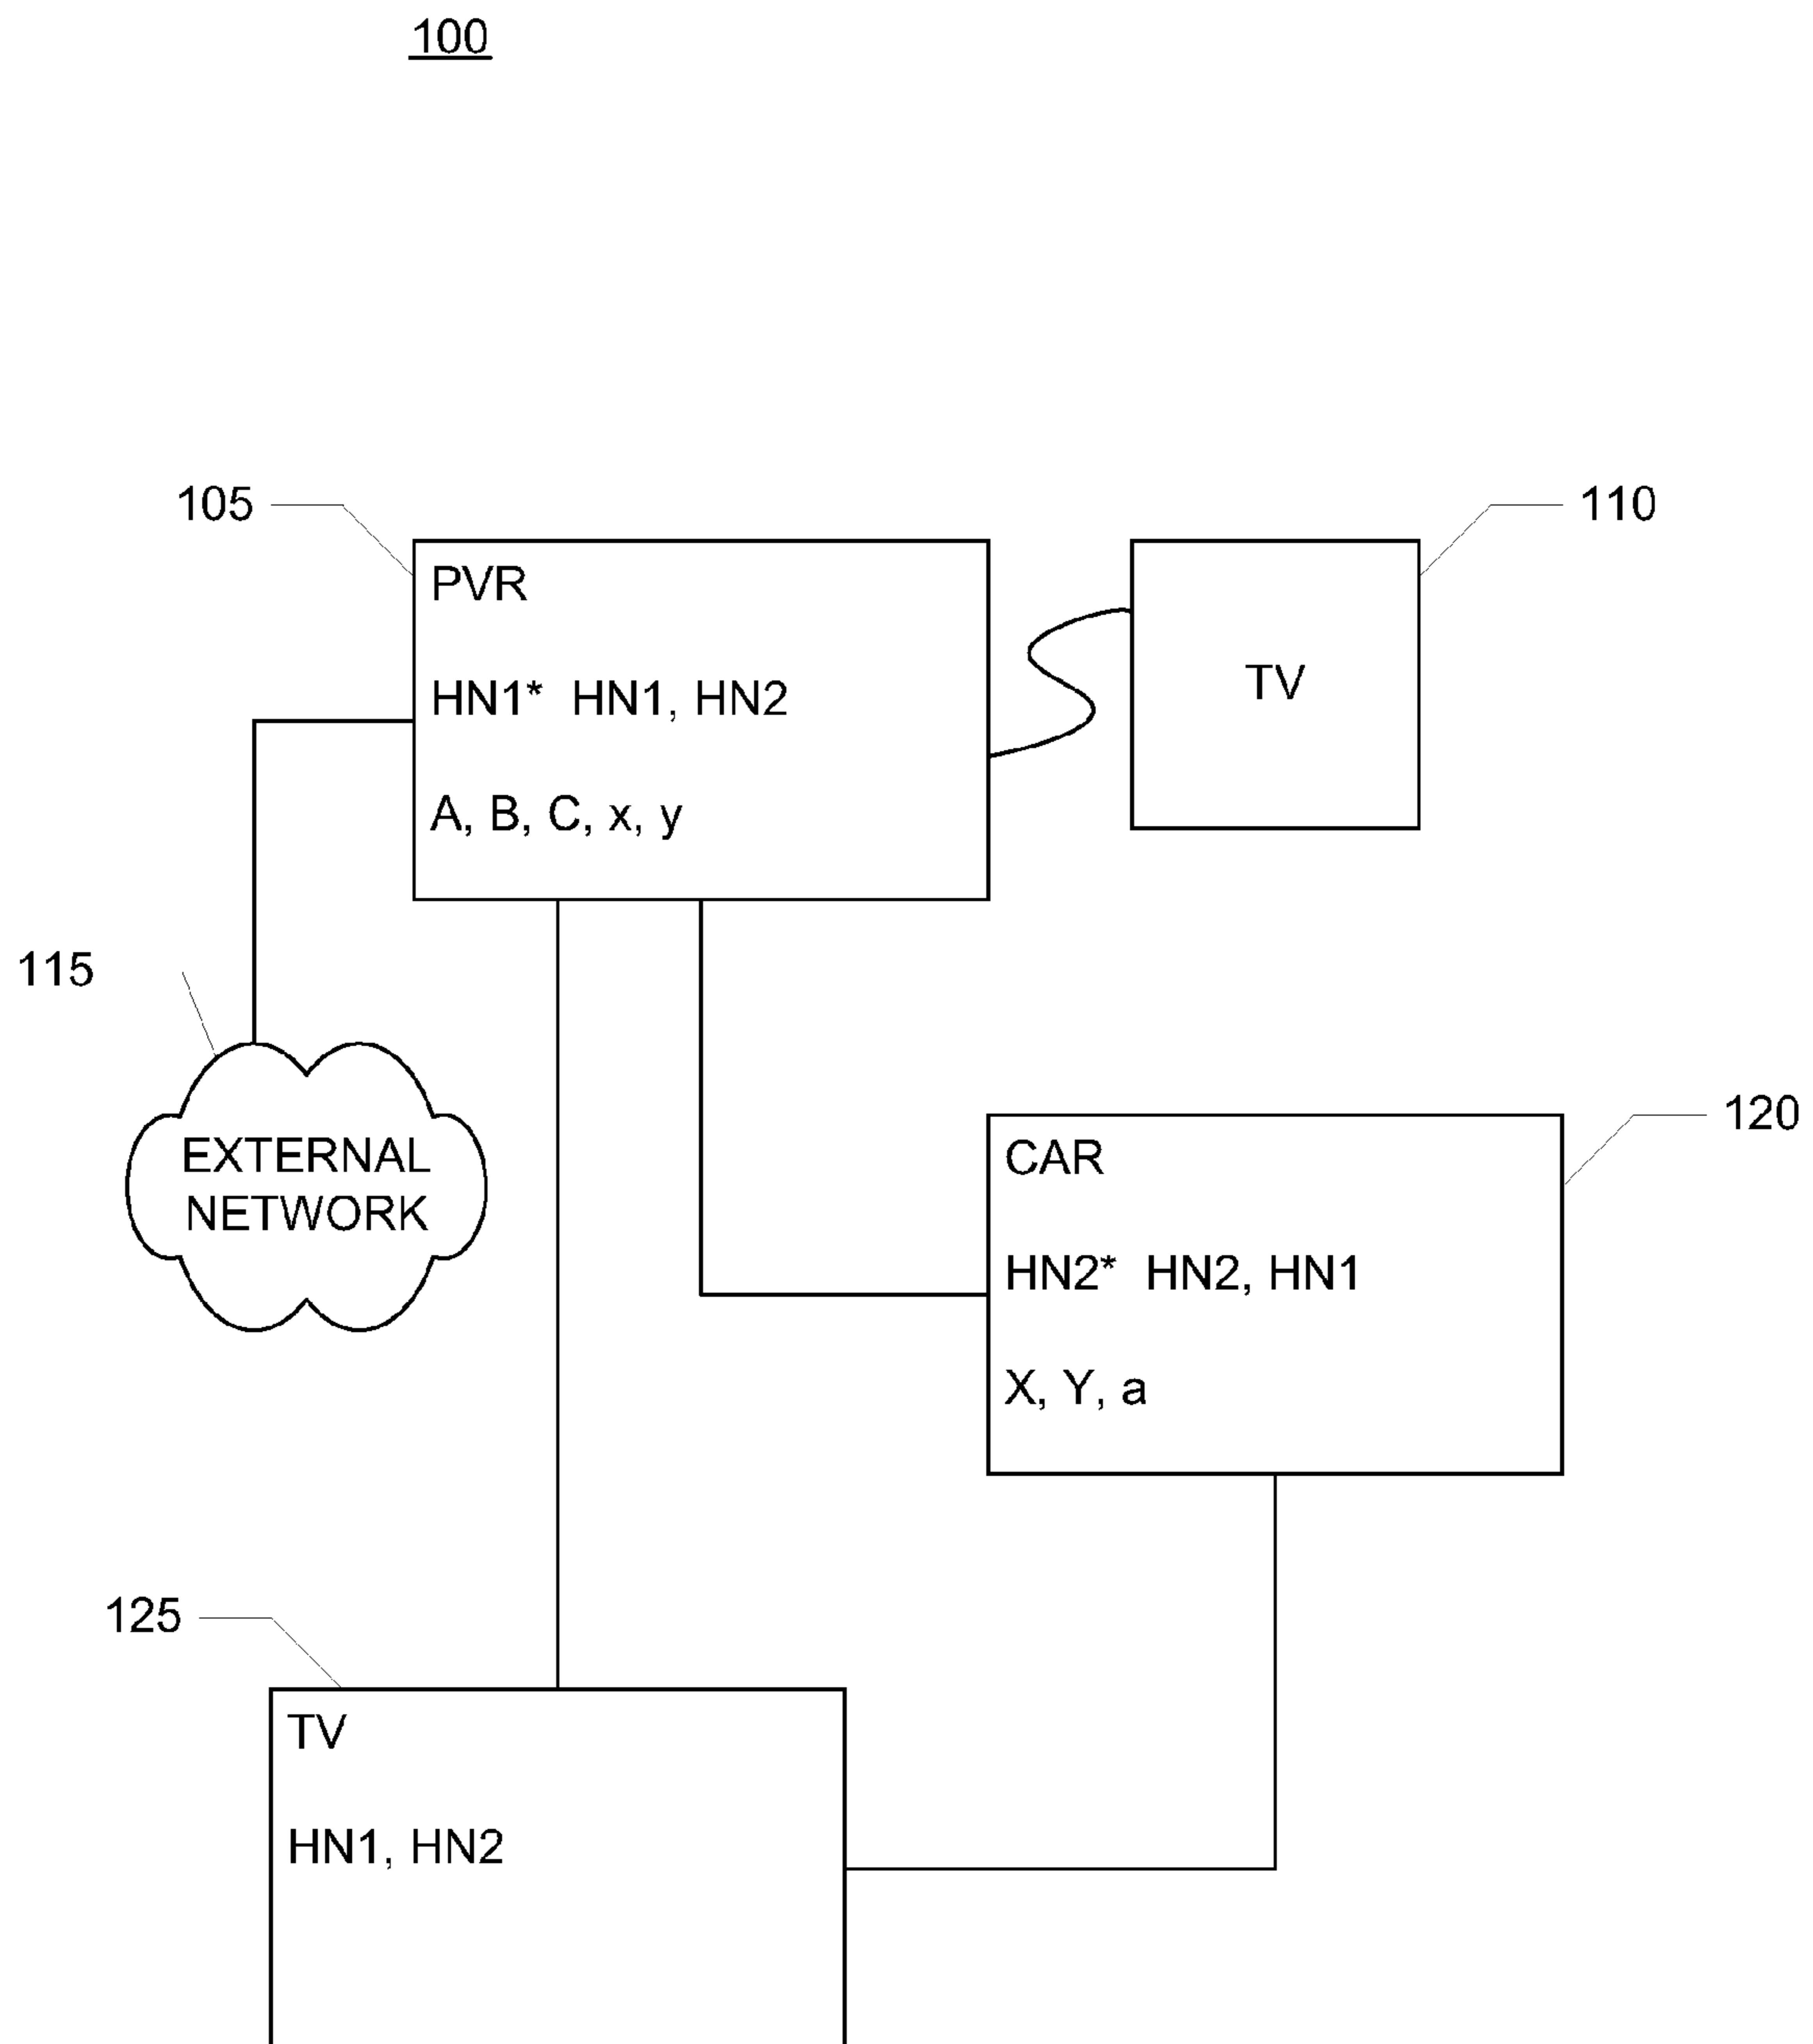 100
105
110
PVR
HN1* HN1, HN2
A, B, C, x, y
TV
115
EXTERNAL
NETWORK
120
CAR
HN2* HN2, HN1
X, Y, a
125
TV
HN1, HN2